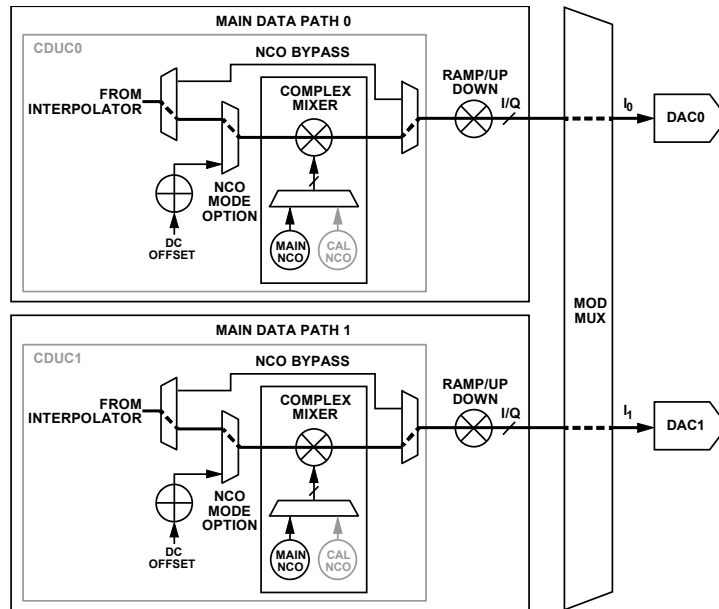 MAIN DATA PATH 0
CDUC0
NCO BYPASS
FROM
INTERPOLATOR
COMPLEX
MIXER
RAMP/UP
DOWN
I/Q
I0
DAC0
NCO
MODE
OPTION
DC
OFFSET
MAIN
NCO
CAL
NCO
MOD
MUX
MAIN DATA PATH 1
CDUC1
NCO BYPASS
FROM
INTERPOLATOR
COMPLEX
MIXER
RAMP/UP
DOWN
I/Q
I1
DAC1
NCO
MODE
OPTION
DC
OFFSET
MAIN
NCO
CAL
NCO